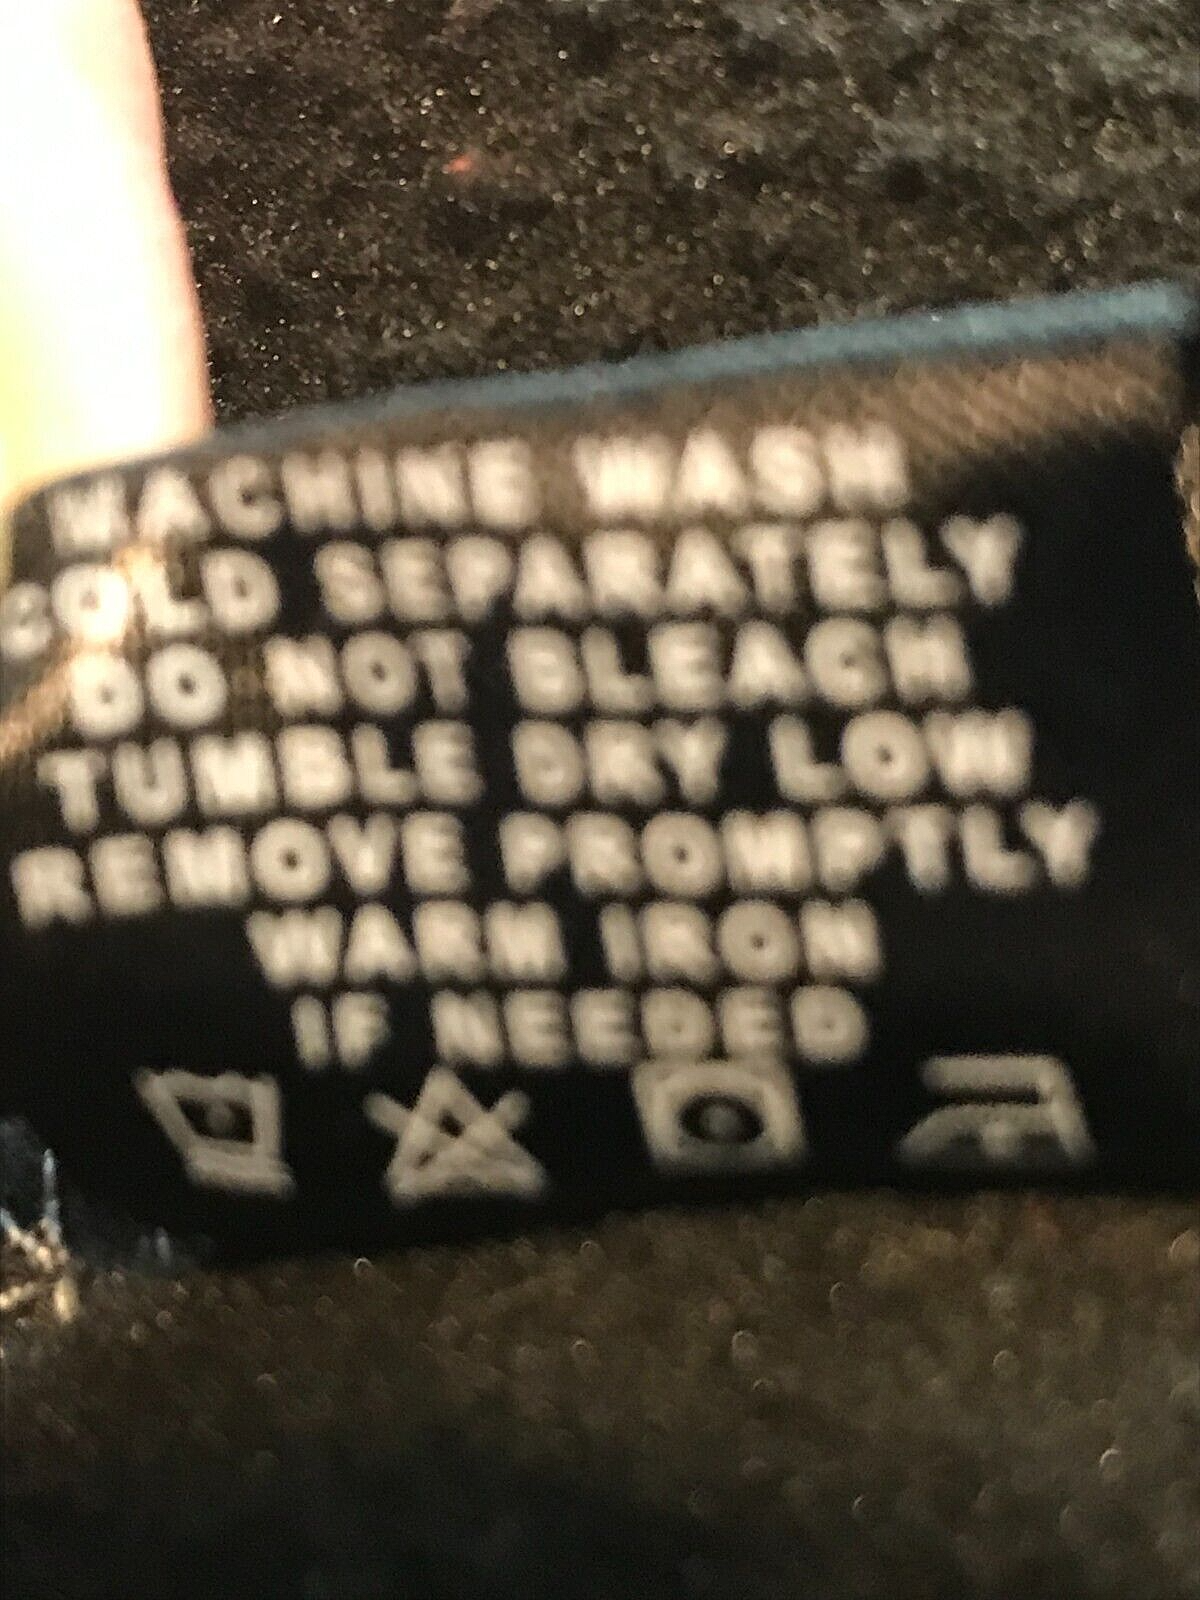 MACHINE WASH
COLD SEPARATELY
DO NOT BLEACH
TUMBLE DRY LOW
REMOVE PROMPTLY
WARM IRON
IF NEEDED